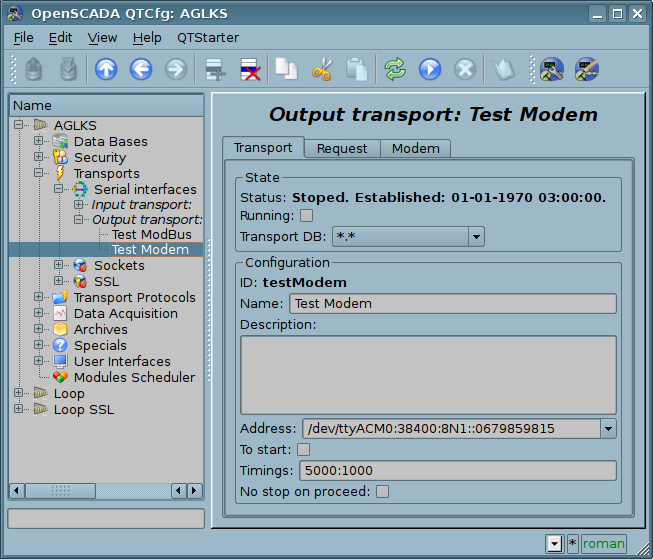 OpenSCADA QTCfg: AGLKS
File Edit View Help QTStarter
Name
AGLKS
Data Bases
Security
Transports
Serial interfaces
Input transport:
Output transport:
Test ModBus
Test Modem
Sockets
SSL
Transport Protocols
Data Acquisition
Archives
Specials
User Interfaces
Modules Scheduler
Loop
Loop SSL
Output transport: Test Modem
Transport Request Modem
State
Status: Stoped. Established: 01-01-1970 03:00:00.
Running:
Transport DB: *.*
Configuration
ID: testModem
Name: Test Modem
Description:
Address: /dev/ttyACM0:38400:8N1::0679859815
To start:
Timings: 5000:1000
No stop on proceed:
* roman